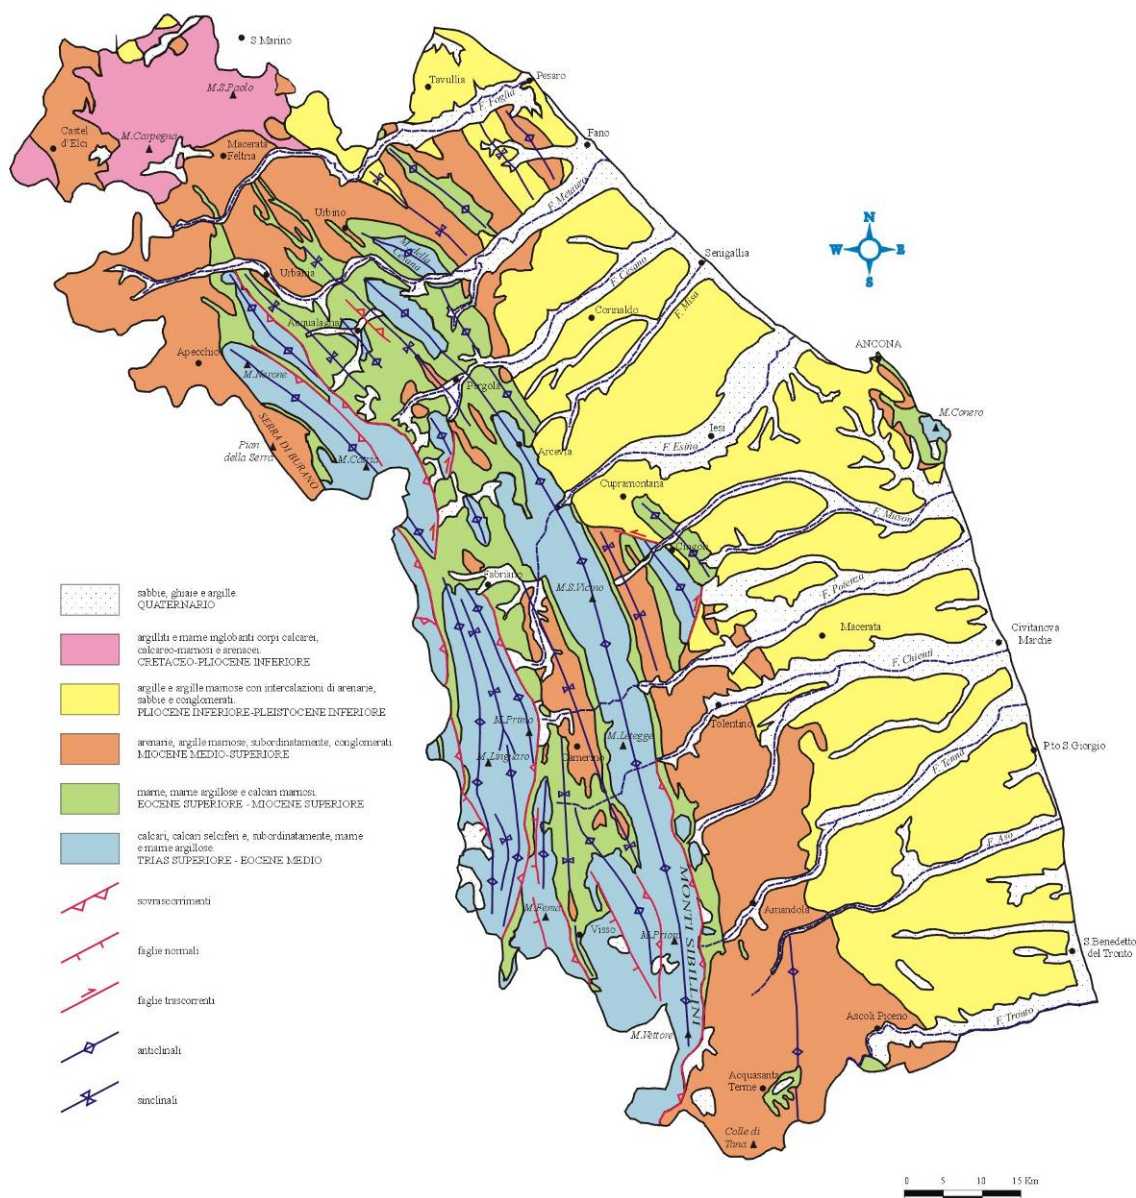 S. Marino
M.S.Paolo
Tavullia
Pesaro
F. Foglia
Castel
d'Elci
M.Carpegna
Macerata
Feltria
Fano
F. Metauro
Urbino
M. della
Cesana
N
W
E
S
Urbania
F. Cesano
Senigallia
F. Misa
Acqualagna
Corinaldo
Apecchio
M.Nerone
ANCONA
Pergola
M.Conero
SERRA DI BURANO
Pian
della Serra
M.Catria
Arcevia
Iesi
F. Esino
Cupramontana
F. Muson
Cingoli
Fabriano
M.S.Vicino
F. Potenza
Macerata
Civitanova
Marche
F. Chienti
M.Primo
Tolentino
M.Linguaro
Camerino
M.Letegge
P.to S. Giorgio
F. Tenna
F. Aso
M.Fema
Visso
M.Priora
MONTI SIBILLINI
Amandola
S. Benedetto
del Tronto
M.Vettore
Ascoli Piceno
F. Tronto
Acquasanta
Terme
Colle di
Tana
sabbie, ghiaie e argille.
QUATERNARIO
argilliti e marne inglobanti corpi calcarei,
calcareo-marnosi e arenacei.
CRETACEO-PLIOCENE INFERIORE
argille e argille marnose con intercalazioni di arenarie,
sabbie e conglomerati.
PLIOCENE INFERIORE-PLEISTOCENE INFERIORE
arenarie, argille marnose, subordinatamente, conglomerati.
MIOCENE MEDIO-SUPERIORE
marne, marne argillose e calcari marnosi.
EOCENE SUPERIORE - MIOCENE SUPERIORE
calcari, calcari selciferi e, subordinatamente, marne
e marne argillose.
TRIAS SUPERIORE - EOCENE MEDIO
sovrascorrimenti
faglie normali
faglie trascorrenti
anticlinali
sinclinali
0 5 10 15 Km